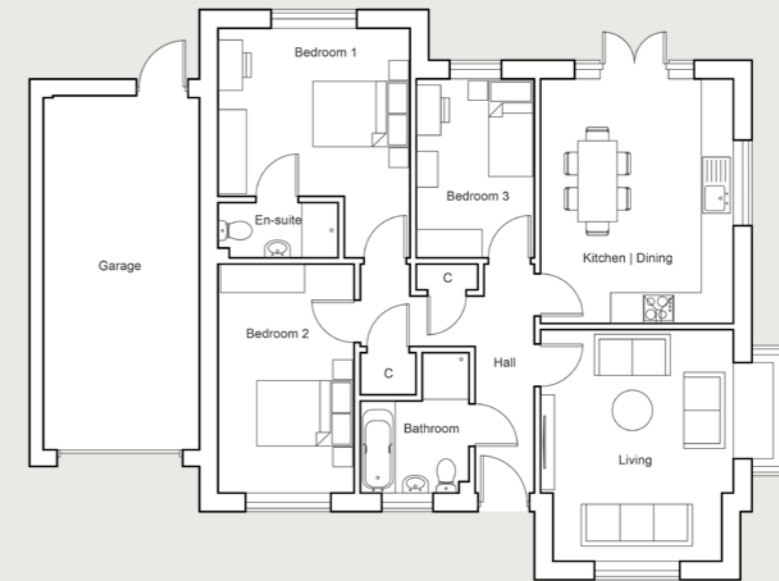 Bedroom 1
Bedroom 3
En-suite
Kitchen | Dining
Garage
C
Bedroom 2
Hall
C
Bathroom
Living